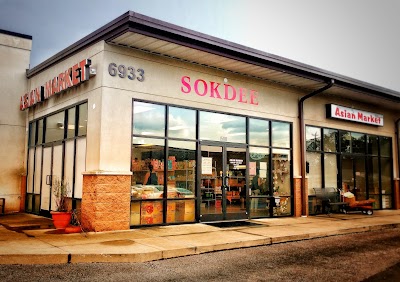 ASIAN MARKET
6933
SOKDEE
Asian Market